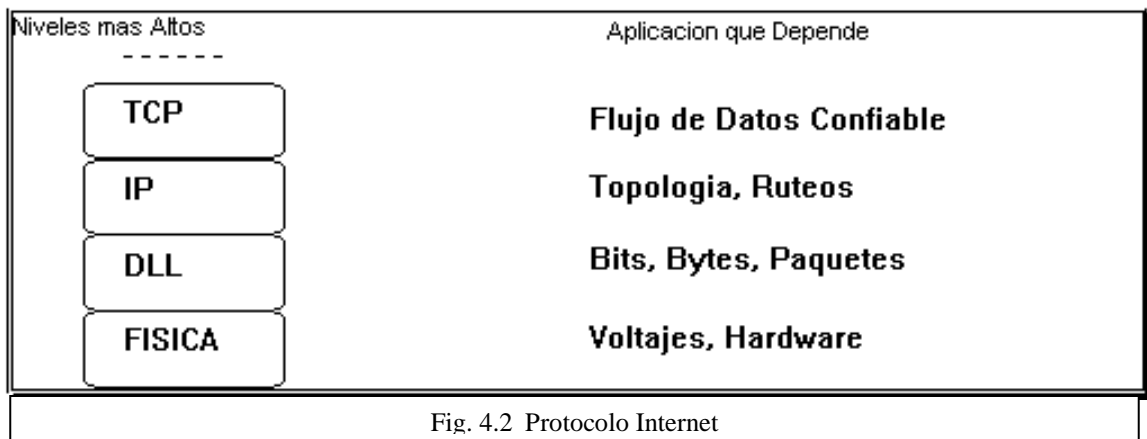 Niveles mas Altos Aplicacion que Depende
- - - - - -
TCP Flujo de Datos Confiable
IP Topologia, Ruteos
DLL Bits, Bytes, Paquetes
FISICA Voltajes, Hardware
Fig. 4.2 Protocolo Internet